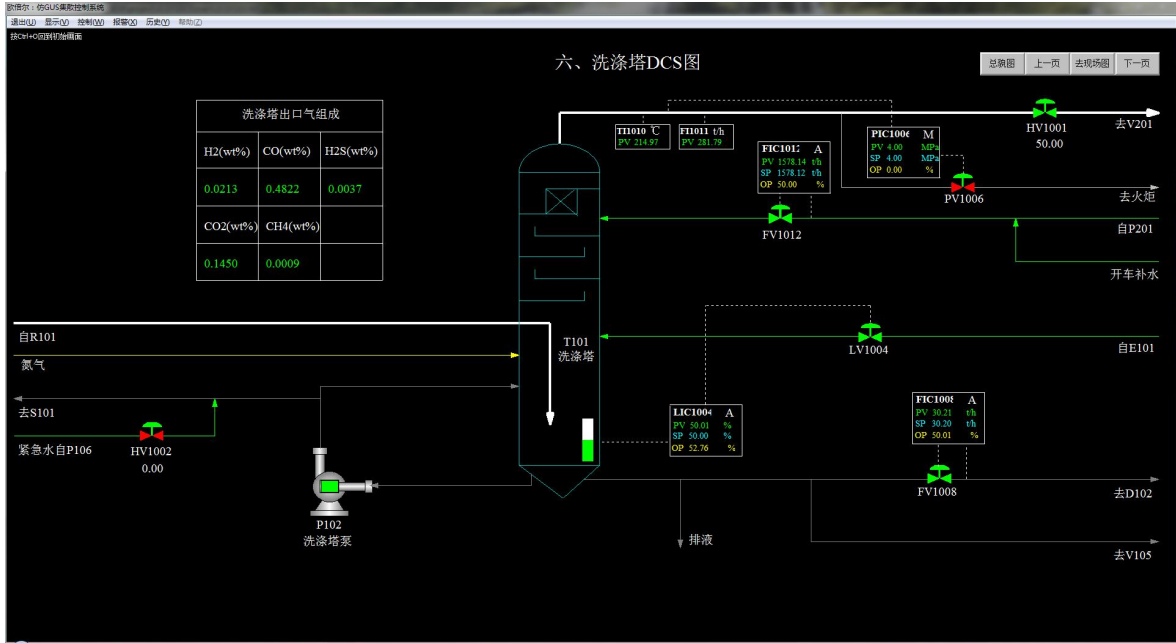 欧倍尔：仿GUS集散控制系统
退出(U) 显示(V) 控制(W) 报警(X) 历史(Y) 帮助(Z)
按Ctrl+O回到初始画面
六、洗涤塔DCS图
总貌图 上一页 去现场图 下一页
洗涤塔出口气组成
H2(wt%) CO(wt%) H2S(wt%)
0.0213 0.4822 0.0037
CO2(wt%) CH4(wt%)
0.1450 0.0009
TI1010 ℃
PV 214.97
FI1011 t/h
PV 281.79
FIC1012 A
PV 1578.14 t/h
SP 1578.12 t/h
OP 50.00 %
PIC1006 M
PV 4.00 MPa
SP 4.00 MPa
OP 0.00 %
HV1001
50.00
去V201
PV1006
去火炬
FV1012
自P201
开车补水
自R101
氮气
T101
洗涤塔
LV1004
自E101
去S101
紧急水自P106
HV1002
0.00
LIC1004 A
PV 50.01 %
SP 50.00 %
OP 52.76 %
FIC1008 A
PV 30.21 t/h
SP 30.20 t/h
OP 50.01 %
FV1008
去D102
P102
洗涤塔泵
排液
去V105